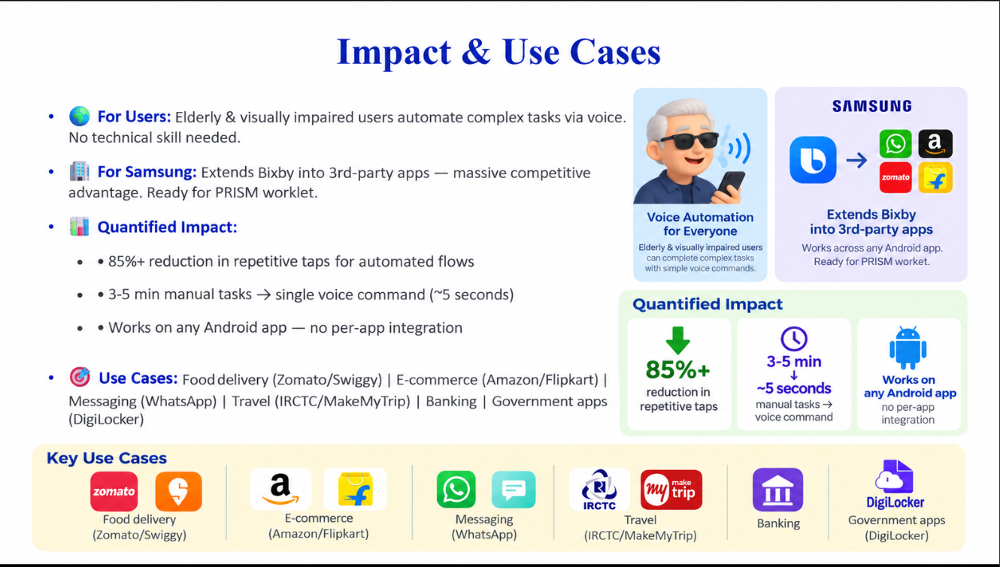 Impact & Use Cases
• 🌍 For Users: Elderly & visually impaired users automate complex tasks via voice.
No technical skill needed.
• 🏢 For Samsung: Extends Bixby into 3rd-party apps — massive competitive
advantage. Ready for PRISM worklet.
• 📊 Quantified Impact:
• • 85%+ reduction in repetitive taps for automated flows
• • 3-5 min manual tasks → single voice command (~5 seconds)
• • Works on any Android app — no per-app integration
• 🎯 Use Cases: Food delivery (Zomato/Swiggy) | E-commerce (Amazon/Flipkart) |
Messaging (WhatsApp) | Travel (IRCTC/MakeMyTrip) | Banking | Government apps
(DigiLocker)
Voice Automation
for Everyone
Elderly & visually impaired users
can complete complex tasks
with simple voice commands.
SAMSUNG
b
a
zomato
f
Extends Bixby
into 3rd-party apps
Works across any Android app.
Ready for PRISM worket.
Quantified Impact
85%+
reduction in
repetitive taps
3-5 min
↓
~5 seconds
manual tasks →
voice command
Works on
any Android app
no per-app
integration
Key Use Cases
zomato
Food delivery
(Zomato/Swiggy)
a
f
E-commerce
(Amazon/Flipkart)
Messaging
(WhatsApp)
IRCTC
my make
trip
Travel
(IRCTC/MakeMyTrip)
Banking
DigiLocker
Government apps
(DigiLocker)